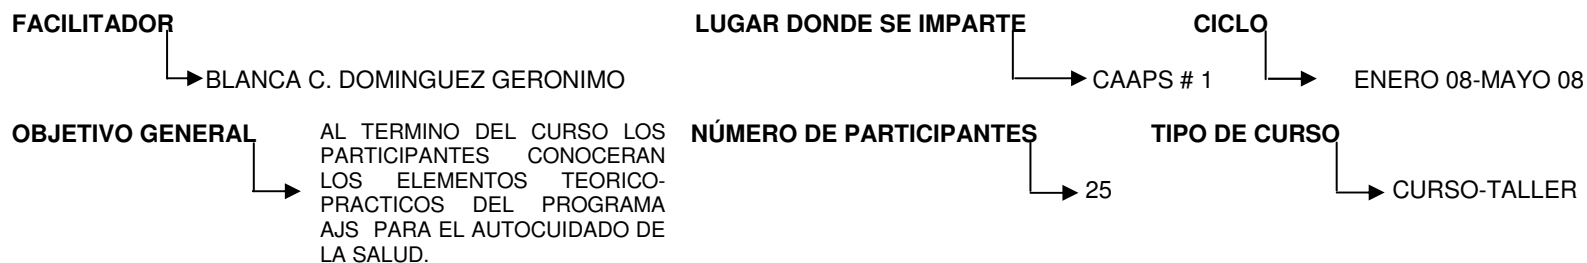 FACILITADOR
LUGAR DONDE SE IMPARTE
CICLO
BLANCA C. DOMINGUEZ GERONIMO
CAAPS # 1
ENERO 08-MAYO 08
OBJETIVO GENERAL
AL TERMINO DEL CURSO LOS
PARTICIPANTES CONOCERAN
LOS ELEMENTOS TEORICO-
PRACTICOS DEL PROGRAMA
AJS PARA EL AUTOCUIDADO DE
LA SALUD.
NÚMERO DE PARTICIPANTES
TIPO DE CURSO
25
CURSO-TALLER